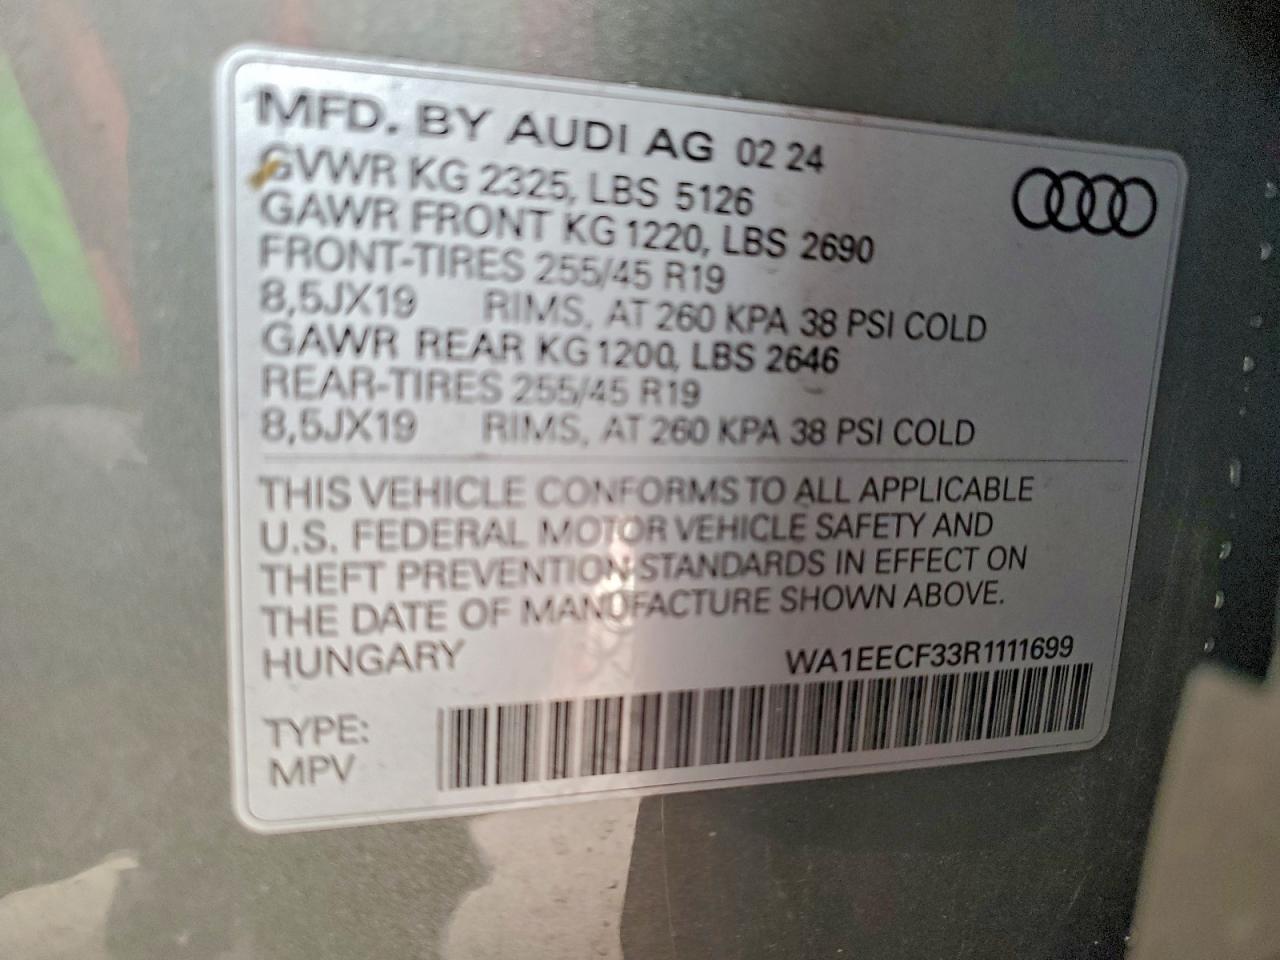 MFD. BY AUDI AG 02 24
GVWR KG 2325, LBS 5126
GAWR FRONT KG 1220, LBS 2690
FRONT-TIRES 255/45 R19
8,5JX19 RIMS, AT 260 KPA 38 PSI COLD
GAWR REAR KG 1200, LBS 2646
REAR-TIRES 255/45 R19
8,5JX19 RIMS, AT 260 KPA 38 PSI COLD
THIS VEHICLE CONFORMS TO ALL APPLICABLE
U.S. FEDERAL MOTOR VEHICLE SAFETY AND
THEFT PREVENTION STANDARDS IN EFFECT ON
THE DATE OF MANUFACTURE SHOWN ABOVE.
HUNGARY WA1EECF33R1111699
TYPE:
MPV